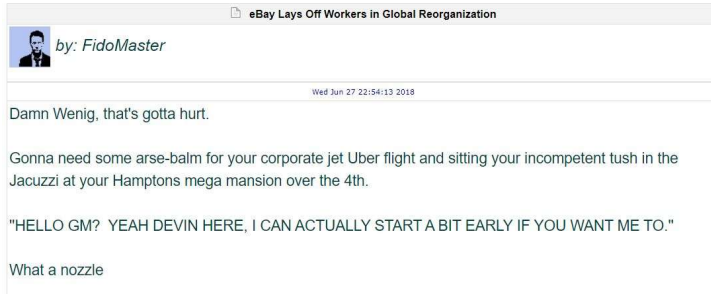 eBay Lays Off Workers in Global Reorganization
by: FidoMaster
Wed Jun 27 22:54:13 2018
Damn Wenig, that's gotta hurt.
Gonna need some arse-balm for your corporate jet Uber flight and sitting your incompetent tush in the
Jacuzzi at your Hamptons mega mansion over the 4th.
"HELLO GM?  YEAH DEVIN HERE, I CAN ACTUALLY START A BIT EARLY IF YOU WANT ME TO."
What a nozzle